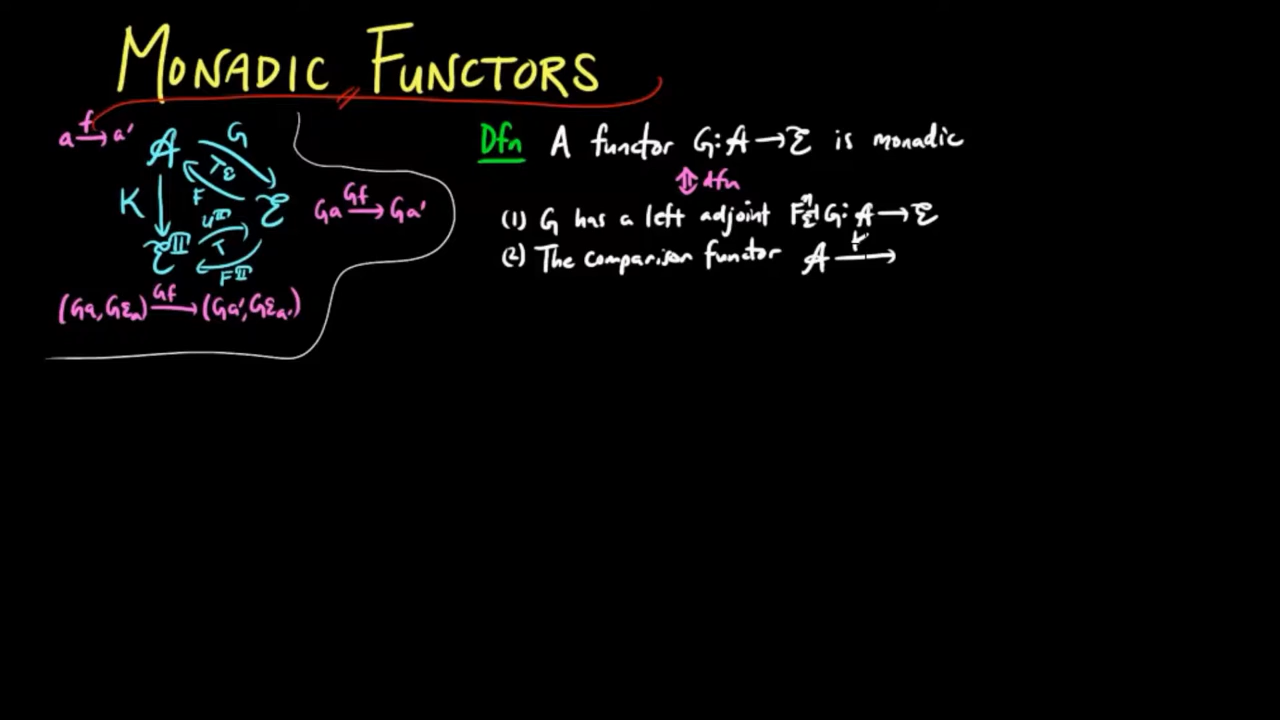 MONADIC FUNCTORS
a →f a'
A G
F ⊤ ε
K ℰ
U^𝕋
⊤
ℰ^𝕋
F^𝕋
Ga →Gf Ga'
(Ga, Gε_a) →Gf (Ga', Gε_a')
Dfn A functor G: A → ℰ is monadic
⇕ dfn
(1) G has a left adjoint F η⊣ε G: A → ℰ
(2) The comparison functor A →